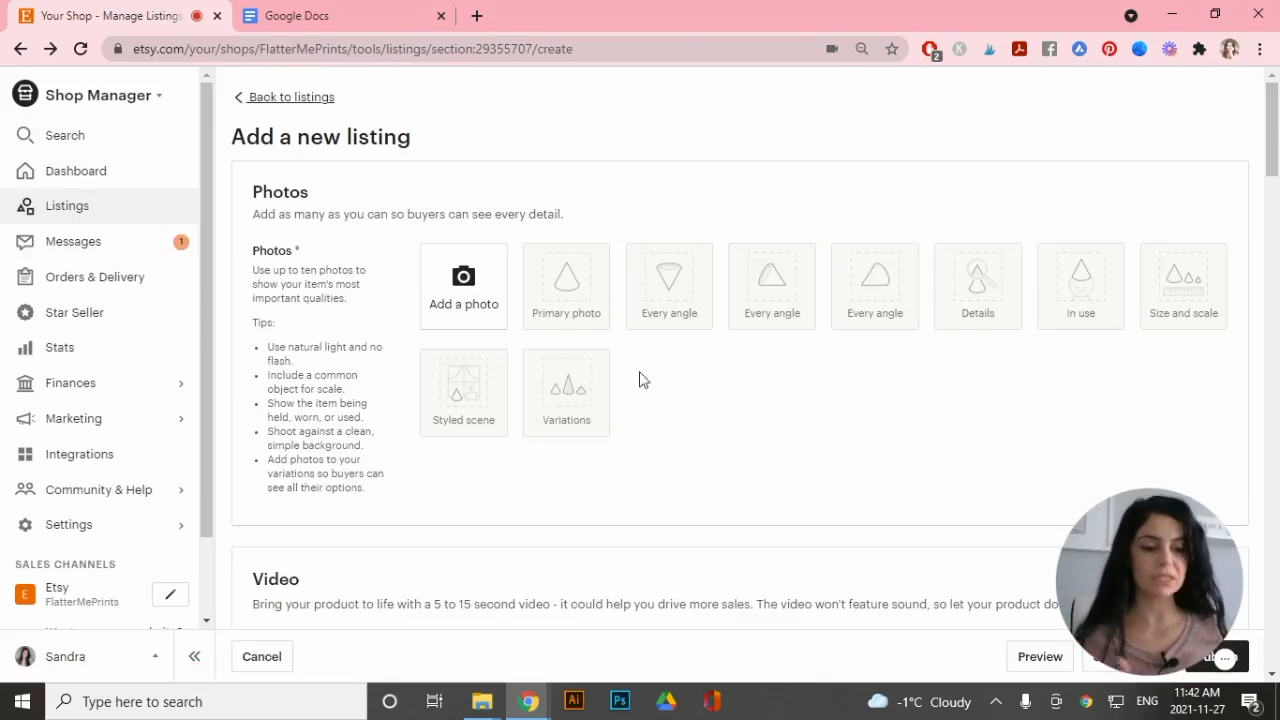 Your Shop - Manage Listings
Google Docs
etsy.com/your/shops/FlatterMePrints/tools/listings/section:29355707/create
2
Shop Manager
Search
Dashboard
Listings
Messages
1
Orders & Delivery
Star Seller
Stats
Finances
Marketing
Integrations
Community & Help
Settings
SALES CHANNELS
E
Etsy
FlatterMePrints
Sandra
Back to listings
Add a new listing
Photos
Add as many as you can so buyers can see every detail.
Photos *
Use up to ten photos to
show your item's most
important qualities.
Tips:
• Use natural light and no
flash.
• Include a common
object for scale.
• Show the item being
held, worn, or used.
• Shoot against a clean,
simple background.
• Add photos to your
variations so buyers can
see all their options.
Add a photo
Primary photo
Every angle
Every angle
Every angle
Details
In use
Size and scale
Styled scene
Variations
Video
Bring your product to life with a 5 to 15 second video - it could help you drive more sales. The video won't feature sound, so let your product do
Cancel
Preview
Type here to search
Ai
Ps
-1°C Cloudy
ENG
11:42 AM
2021-11-27
2